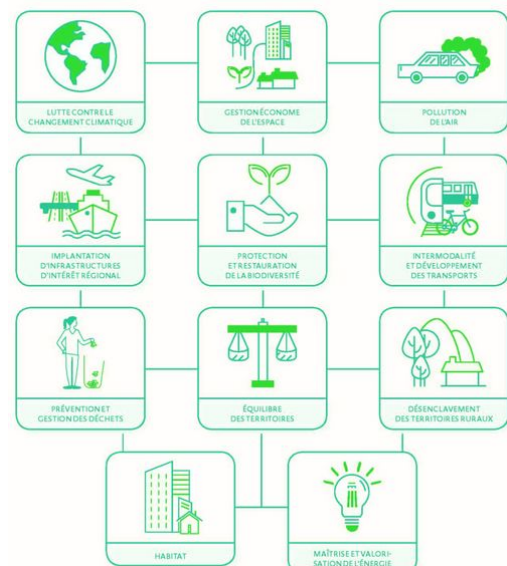 LUTTE CONTRE LE
CHANGEMENT CLIMATIQUE
GESTION ÉCONOME
DE L'ESPACE
POLLUTION
DE L'AIR
IMPLANTATION
D'INFRASTRUCTURES
D'INTÉRÊT RÉGIONAL
PROTECTION
ET RESTAURATION
DE LA BIODIVERSITÉ
INTERMODALITÉ
ET DÉVELOPPEMENT
DES TRANSPORTS
PRÉVENTION ET
GESTION DES DÉCHETS
ÉQUILIBRE
DES TERRITOIRES
DÉSENCLAVEMENT
DES TERRITOIRES RURAUX
HABITAT
MAÎTRISE ET VALORI-
SATION DE L'ÉNERGIE